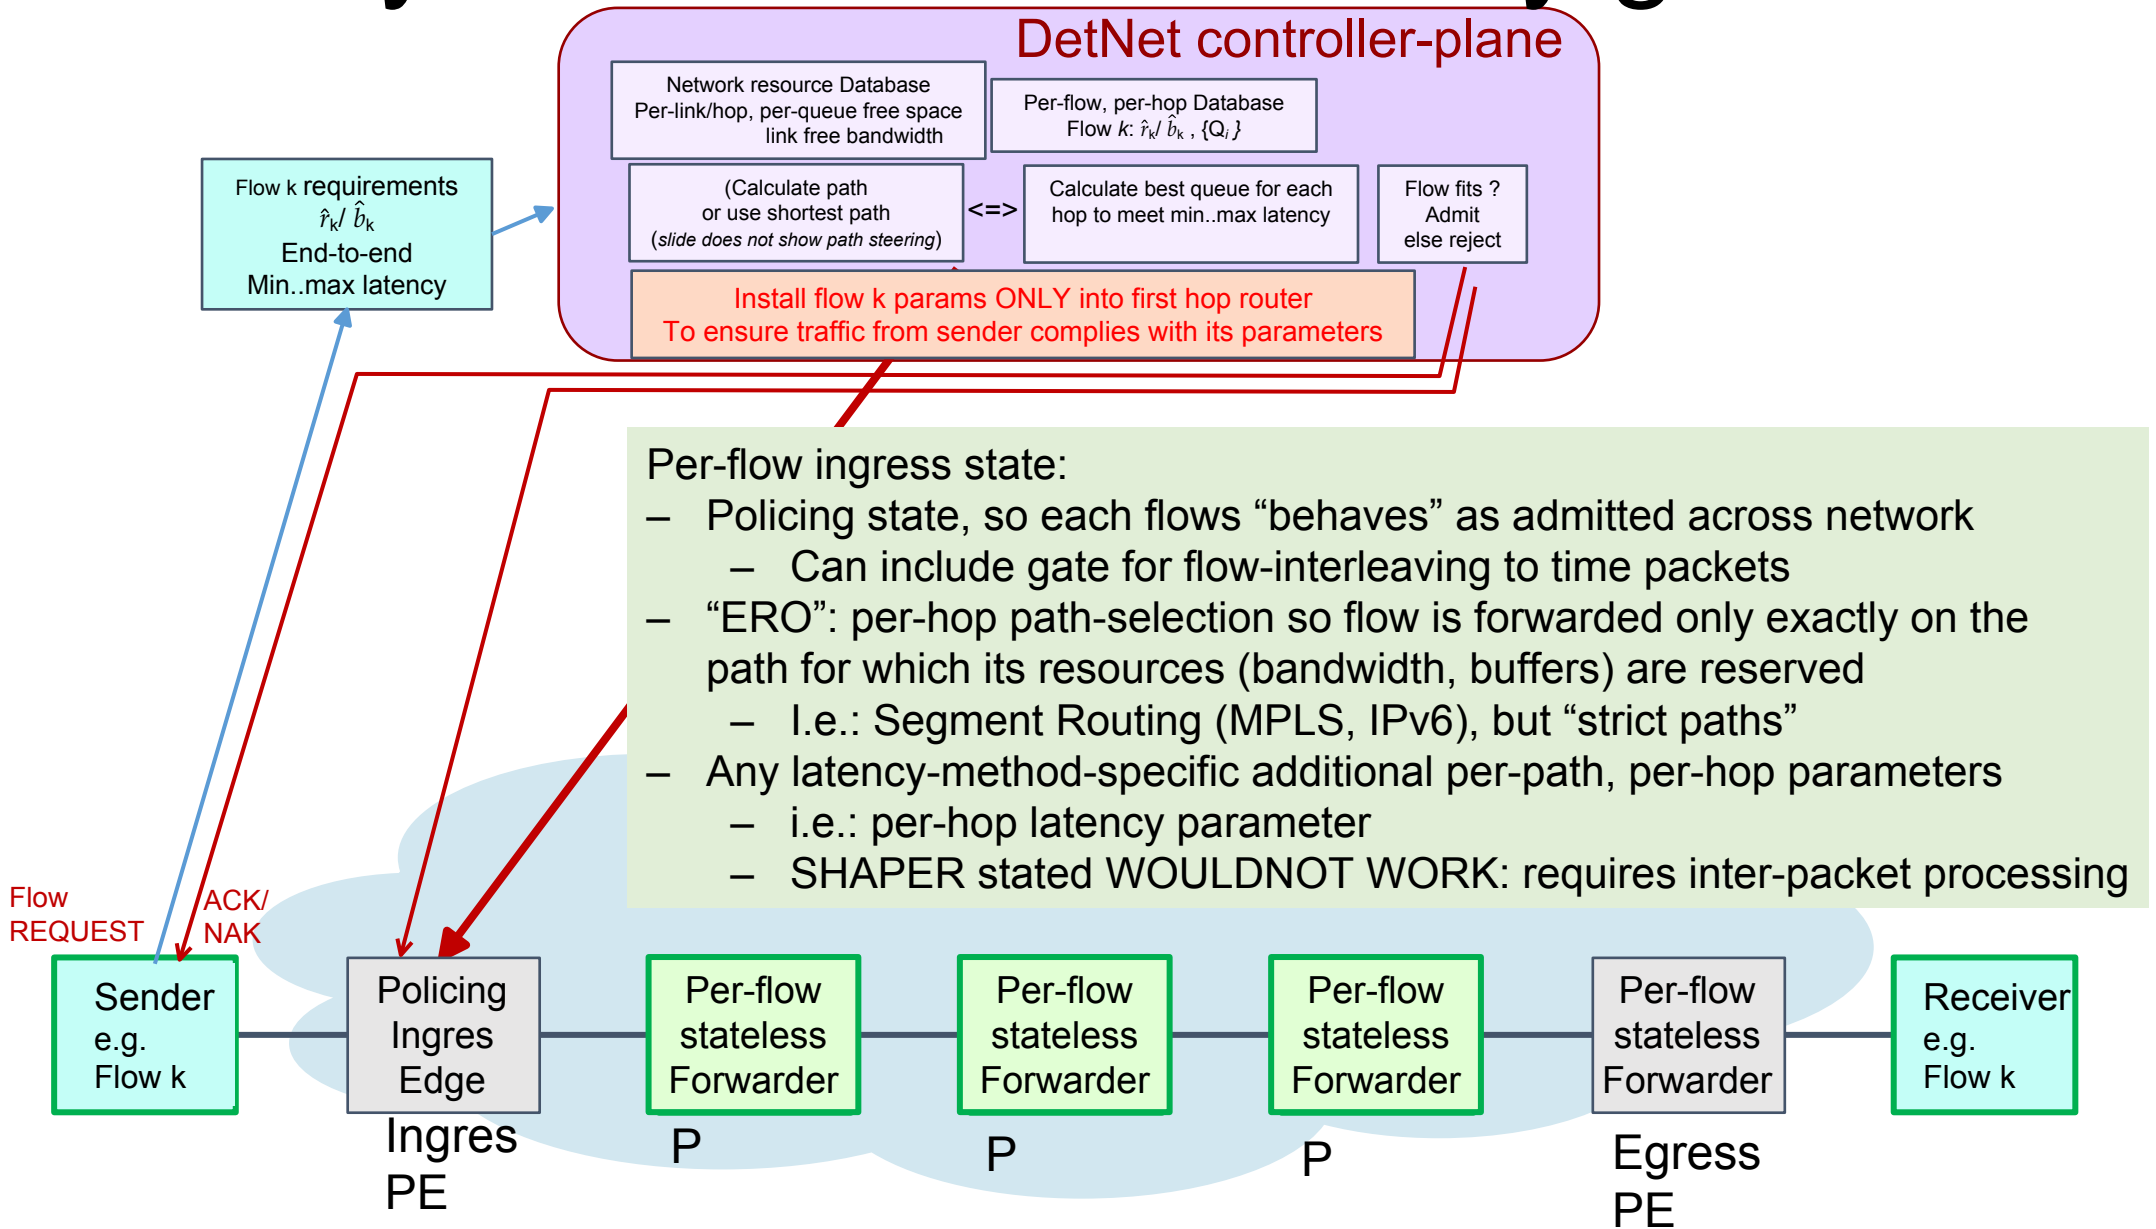 DetNet controller-plane
Network resource Database
Per-link/hop, per-queue free space
link free bandwidth
Per-flow, per-hop Database
Flow k: r̂k/ b̂k , {Qi }
Flow k requirements
r̂k/ b̂k
End-to-end
Min..max latency
(Calculate path
or use shortest path
(slide does not show path steering)
<=>
Calculate best queue for each
hop to meet min..max latency
Flow fits ?
Admit
else reject
Install flow k params ONLY into first hop router
To ensure traffic from sender complies with its parameters
Per-flow ingress state:
– Policing state, so each flows “behaves” as admitted across network
– Can include gate for flow-interleaving to time packets
– “ERO”: per-hop path-selection so flow is forwarded only exactly on the
path for which its resources (bandwidth, buffers) are reserved
– I.e.: Segment Routing (MPLS, IPv6), but “strict paths”
– Any latency-method-specific additional per-path, per-hop parameters
– i.e.: per-hop latency parameter
– SHAPER stated WOULDNOT WORK: requires inter-packet processing
Flow
REQUEST
ACK/
NAK
Sender
e.g.
Flow k
Policing
Ingres
Edge
Per-flow
stateless
Forwarder
Per-flow
stateless
Forwarder
Per-flow
stateless
Forwarder
Per-flow
stateless
Forwarder
Receiver
e.g.
Flow k
Ingres
PE
P
P
P
Egress
PE